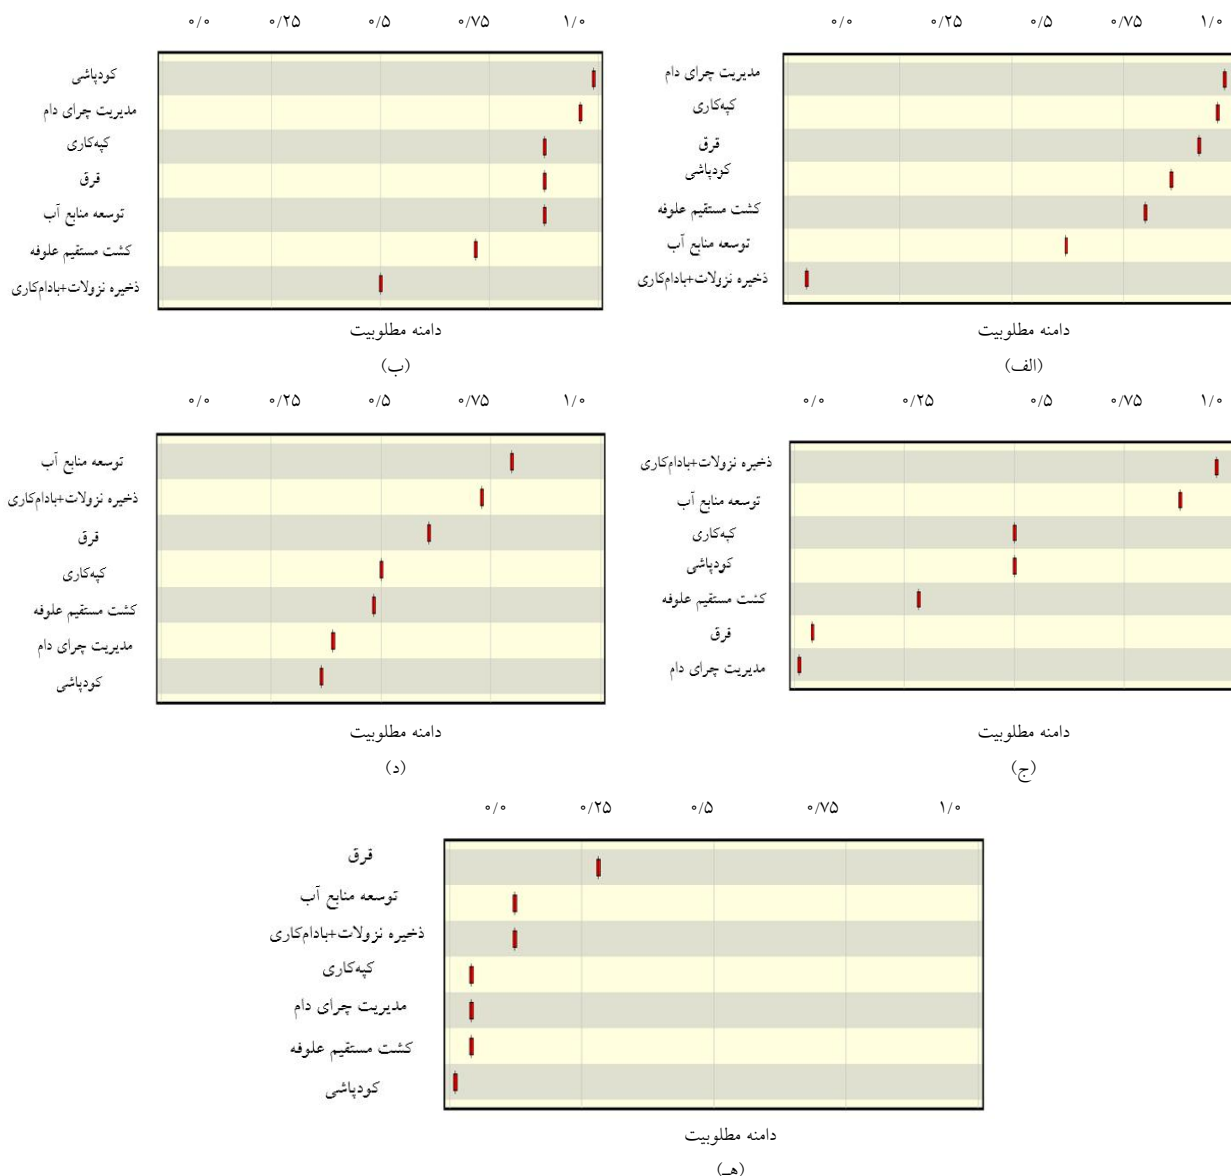 ۰/۰ ۰/۲۵ ۰/۵ ۰/۷۵ ۱/۰
مدیریت چرای دام
کپه‌کاری
قرق
کودپاشی
کشت مستقیم علوفه
توسعه منابع آب
ذخیره نزولات+بادام‌کاری
دامنه مطلوبیت
(الف)
۰/۰ ۰/۲۵ ۰/۵ ۰/۷۵ ۱/۰
کودپاشی
مدیریت چرای دام
کپه‌کاری
قرق
توسعه منابع آب
کشت مستقیم علوفه
ذخیره نزولات+بادام‌کاری
دامنه مطلوبیت
(ب)
۰/۰ ۰/۲۵ ۰/۵ ۰/۷۵ ۱/۰
ذخیره نزولات+بادام‌کاری
توسعه منابع آب
کپه‌کاری
کودپاشی
کشت مستقیم علوفه
قرق
مدیریت چرای دام
دامنه مطلوبیت
(ج)
۰/۰ ۰/۲۵ ۰/۵ ۰/۷۵ ۱/۰
توسعه منابع آب
ذخیره نزولات+بادام‌کاری
قرق
کپه‌کاری
کشت مستقیم علوفه
مدیریت چرای دام
کودپاشی
دامنه مطلوبیت
(د)
۰/۰ ۰/۲۵ ۰/۵ ۰/۷۵ ۱/۰
قرق
توسعه منابع آب
ذخیره نزولات+بادام‌کاری
کپه‌کاری
مدیریت چرای دام
کشت مستقیم علوفه
کودپاشی
دامنه مطلوبیت
(هـ)